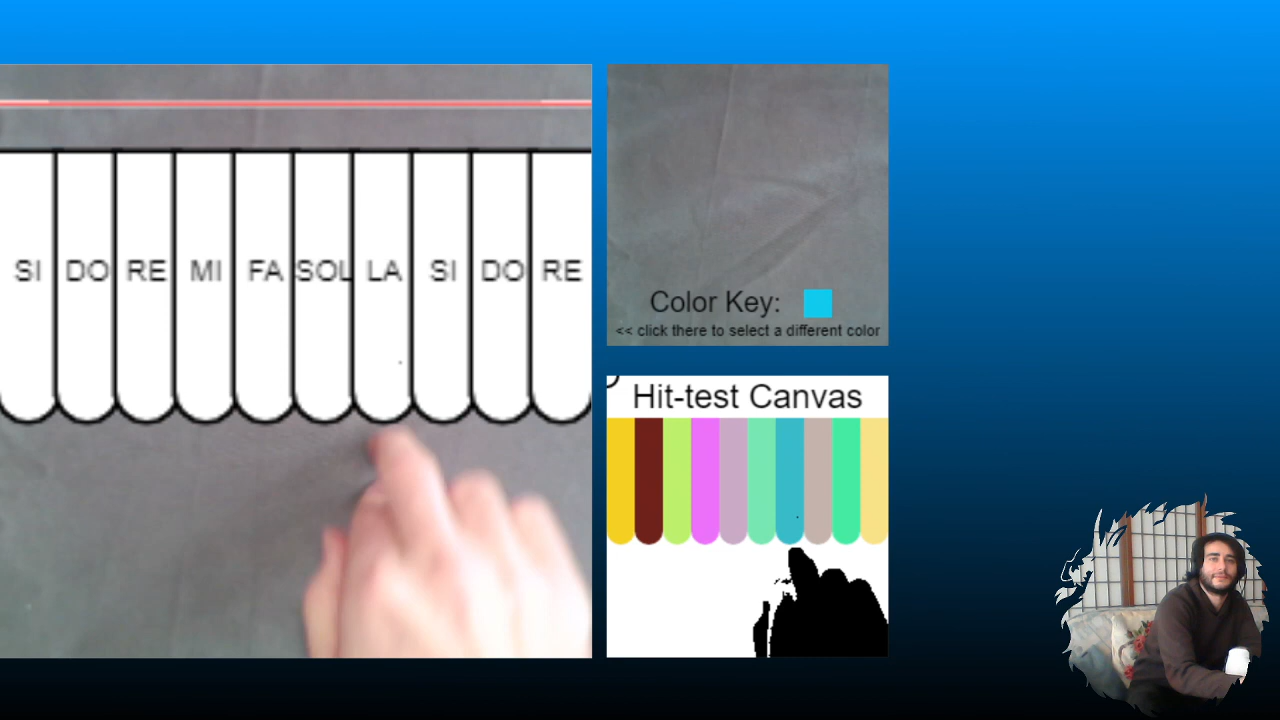 SI DO RE MI FA SOL LA SI DO RE
Color Key:
<< click there to select a different color
Hit-test Canvas